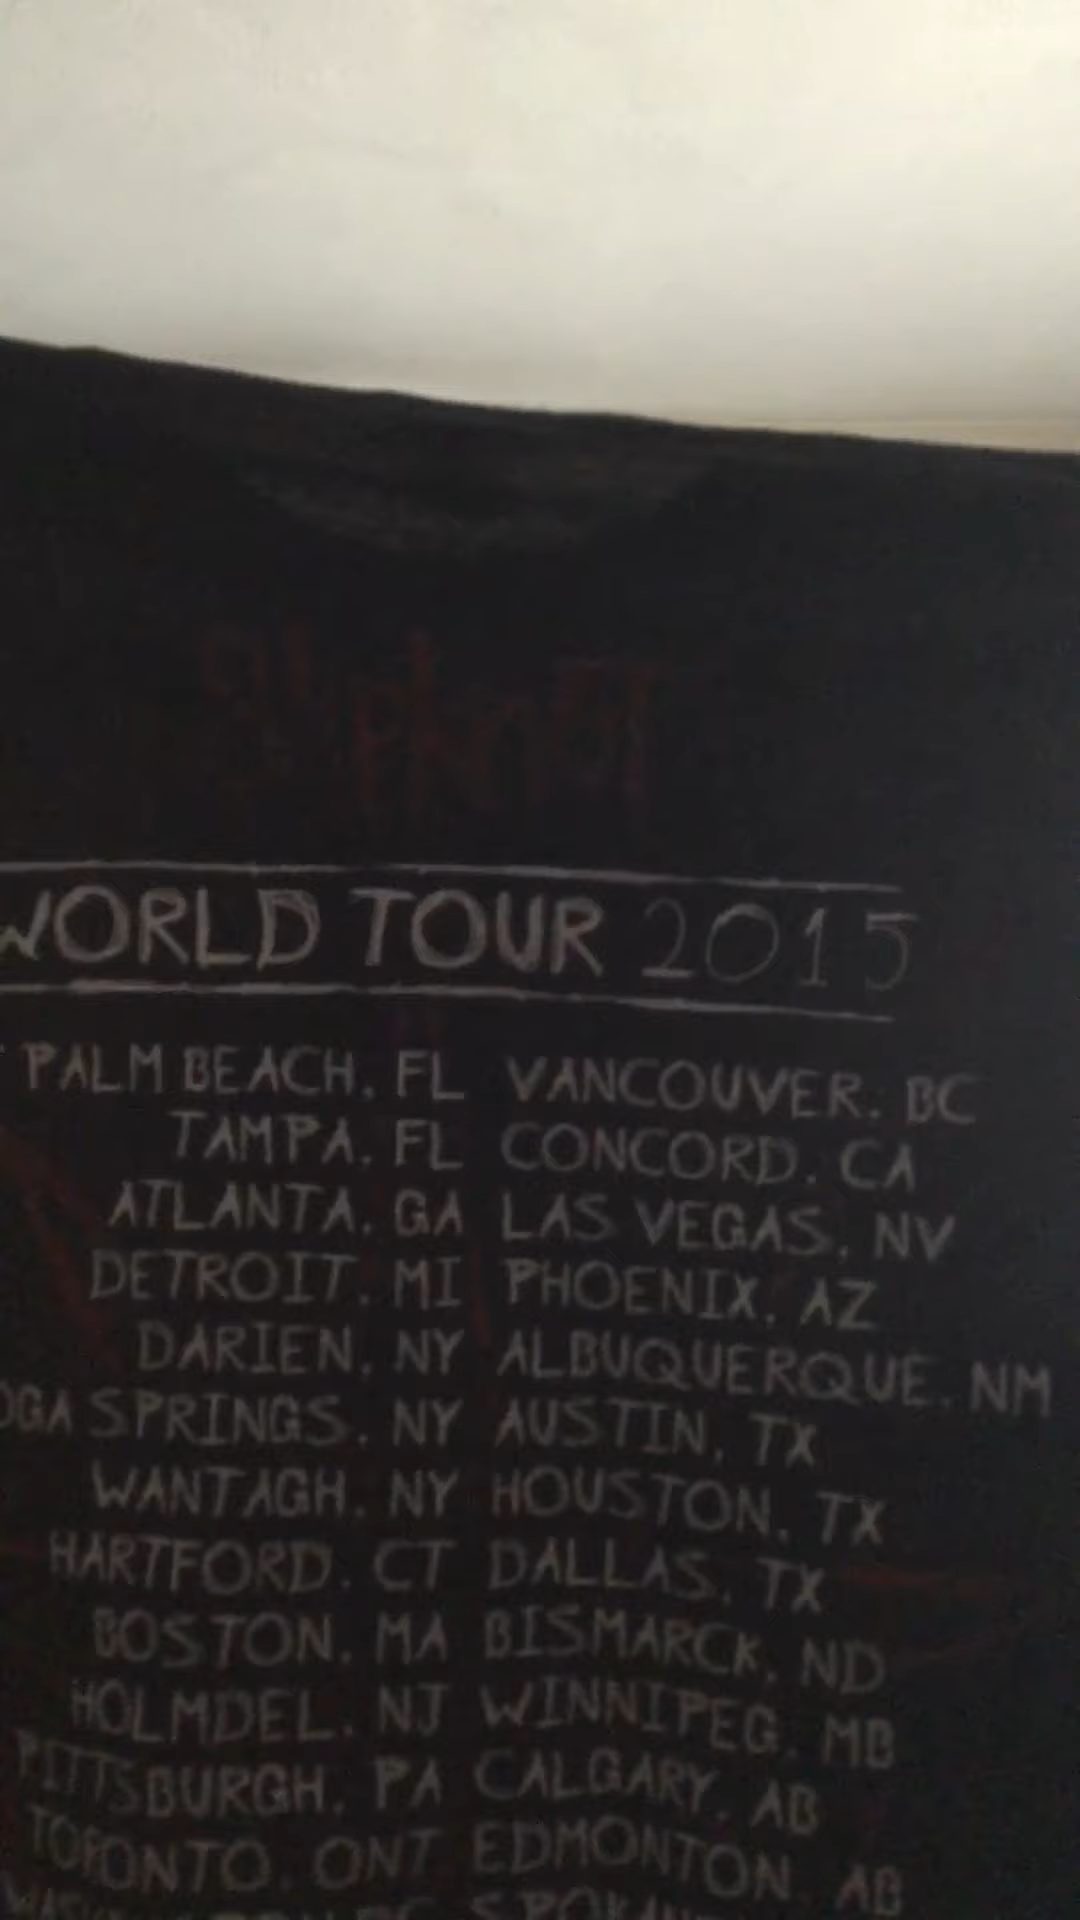 Slipknot
WORLD TOUR 2015
PALM BEACH, FL VANCOUVER, BC
TAMPA, FL CONCORD, CA
ATLANTA, GA LAS VEGAS, NV
DETROIT, MI PHOENIX, AZ
DARIEN, NY ALBUQUERQUE, NM
OGA SPRINGS, NY AUSTIN, TX
WANTAGH, NY HOUSTON, TX
HARTFORD, CT DALLAS, TX
BOSTON, MA BISMARCK, ND
HOLMDEL, NJ WINNIPEG, MB
PITTSBURGH, PA CALGARY, AB
TORONTO, ONT EDMONTON, AB